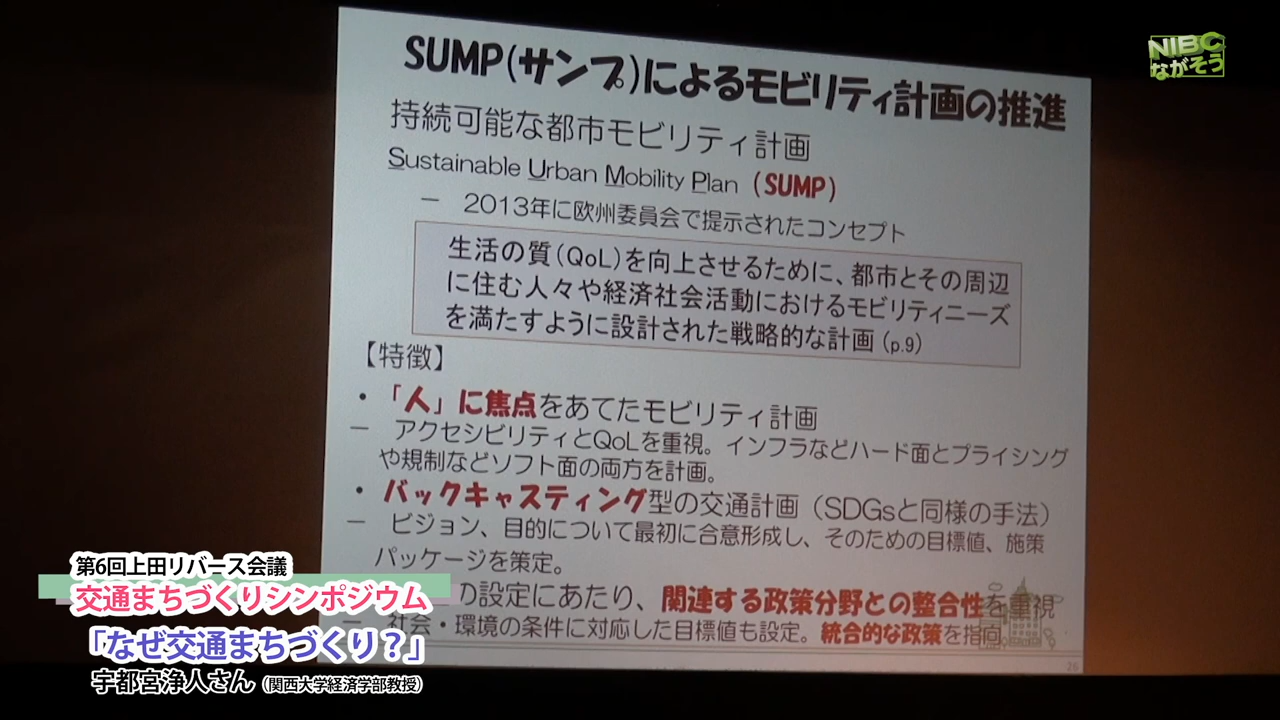 SUMP(サンプ)によるモビリティ計画の推進
持続可能な都市モビリティ計画
Sustainable Urban Mobility Plan (SUMP)
― 2013年に欧州委員会で提示されたコンセプト
生活の質(QoL)を向上させるために、都市とその周辺
に住む人々や経済社会活動におけるモビリティニーズ
を満たすように設計された戦略的な計画 (p.9)
【特徴】
・「人」に焦点をあてたモビリティ計画
― アクセシビリティとQoLを重視。インフラなどハード面とプライシング
や規制などソフト面の両方を計画。
・バックキャスティング型の交通計画(SDGsと同様の手法)
― ビジョン、目的について最初に合意形成し、そのための目標値、施策
パッケージを策定。
の設定にあたり、関連する政策分野との整合性を重視
― 社会・環境の条件に対応した目標値も設定。統合的な政策を指向
26
NIBC
ながそう
第6回上田リバース会議
交通まちづくりシンポジウム
「なぜ交通まちづくり？」
宇都宮浄人さん(関西大学経済学部教授)